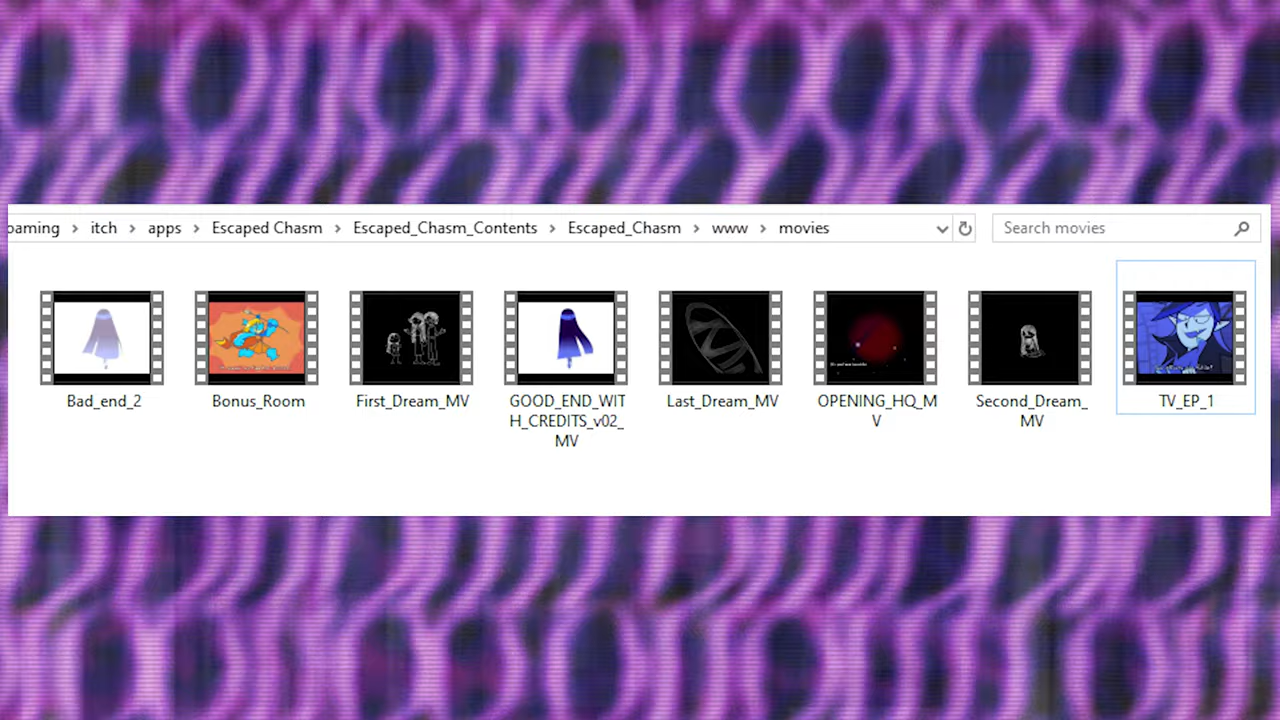 oaming > itch > apps > Escaped Chasm > Escaped_Chasm_Contents > Escaped_Chasm > www > movies
Search movies
Bad_end_2
Bonus_Room
First_Dream_MV
GOOD_END_WIT
H_CREDITS_v02_
MV
Last_Dream_MV
OPENING_HQ_M
V
Second_Dream_
MV
TV_EP_1